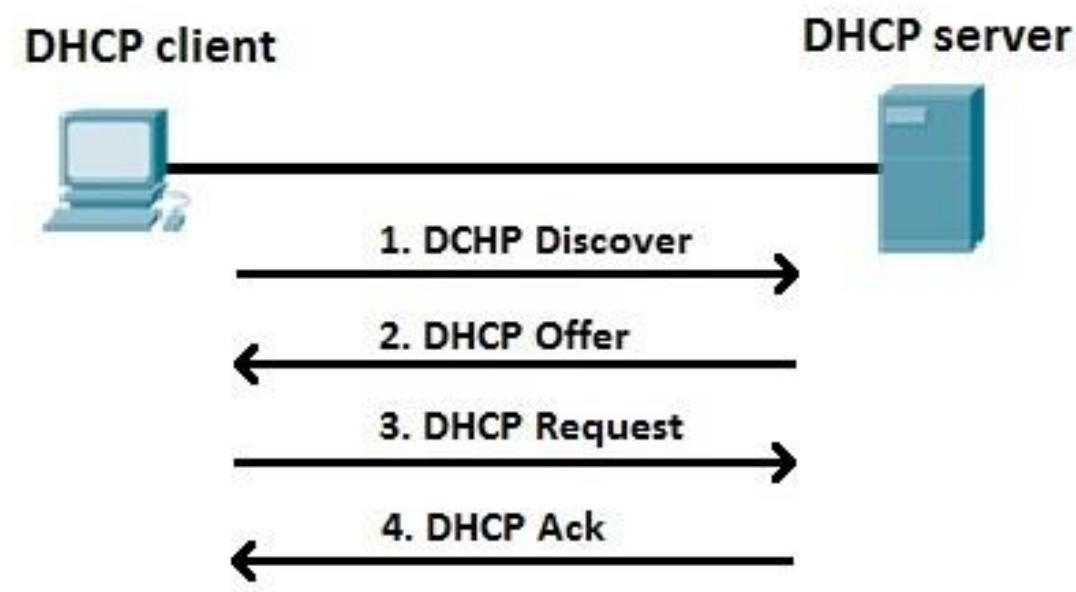 DHCP client
DHCP server
1. DCHP Discover
2. DHCP Offer
3. DHCP Request
4. DHCP Ack